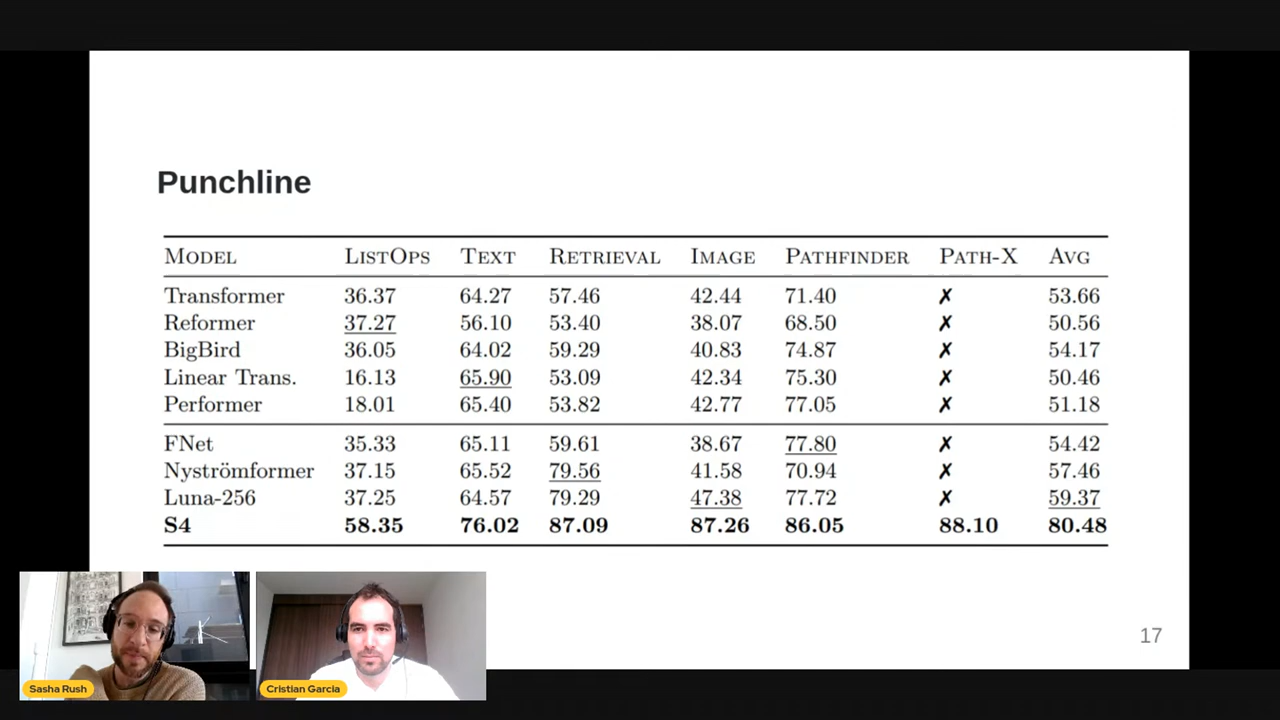 Punchline
MODEL LISTOPS TEXT RETRIEVAL IMAGE PATHFINDER PATH-X AVG
Transformer 36.37 64.27 57.46 42.44 71.40 ✗ 53.66
Reformer 37.27 56.10 53.40 38.07 68.50 ✗ 50.56
BigBird 36.05 64.02 59.29 40.83 74.87 ✗ 54.17
Linear Trans. 16.13 65.90 53.09 42.34 75.30 ✗ 50.46
Performer 18.01 65.40 53.82 42.77 77.05 ✗ 51.18
FNet 35.33 65.11 59.61 38.67 77.80 ✗ 54.42
Nyströmformer 37.15 65.52 79.56 41.58 70.94 ✗ 57.46
Luna-256 37.25 64.57 79.29 47.38 77.72 ✗ 59.37
S4 58.35 76.02 87.09 87.26 86.05 88.10 80.48
17
Sasha Rush
Cristian Garcia